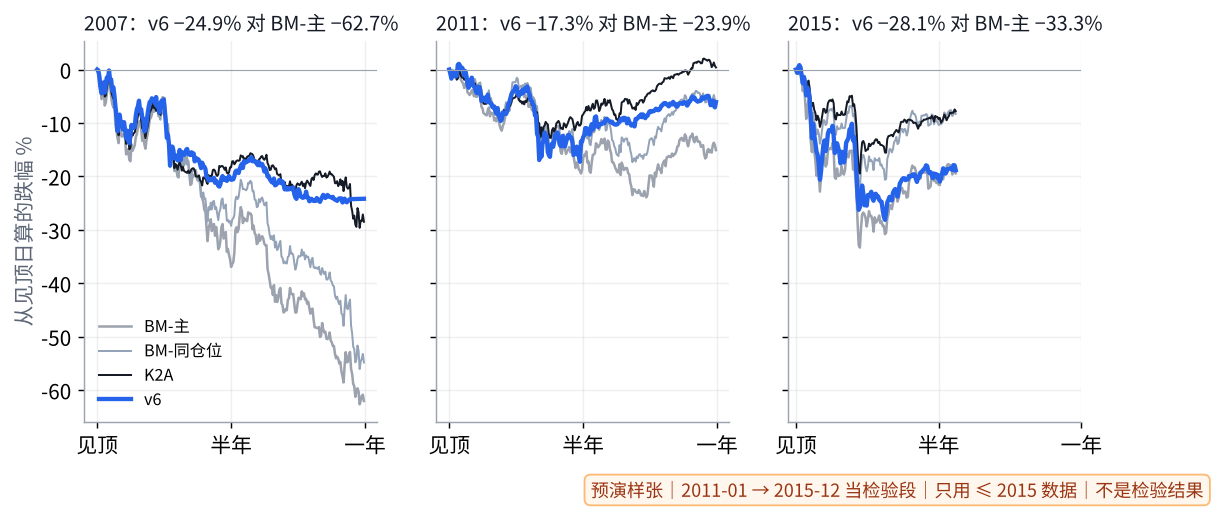 2007：v6 −24.9% 对 BM-主 −62.7%
2011：v6 −17.3% 对 BM-主 −23.9%
2015：v6 −28.1% 对 BM-主 −33.3%
从见顶日算的跌幅 %
0
-10
-20
-30
-40
-50
-60
BM-主
BM-同仓位
K2A
v6
见顶 半年 一年
见顶 半年 一年
见顶 半年 一年
预演样张｜2011-01 → 2015-12 当检验段｜只用 ≤ 2015 数据｜不是检验结果